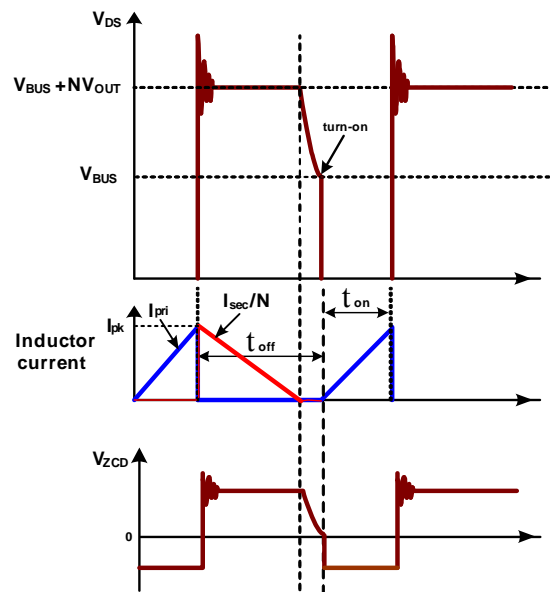 VDS
VBUS +NVOUT
turn-on
VBUS
Ipri
Isec/N
ton
Ipk
toff
Inductor
current
VZCD
0